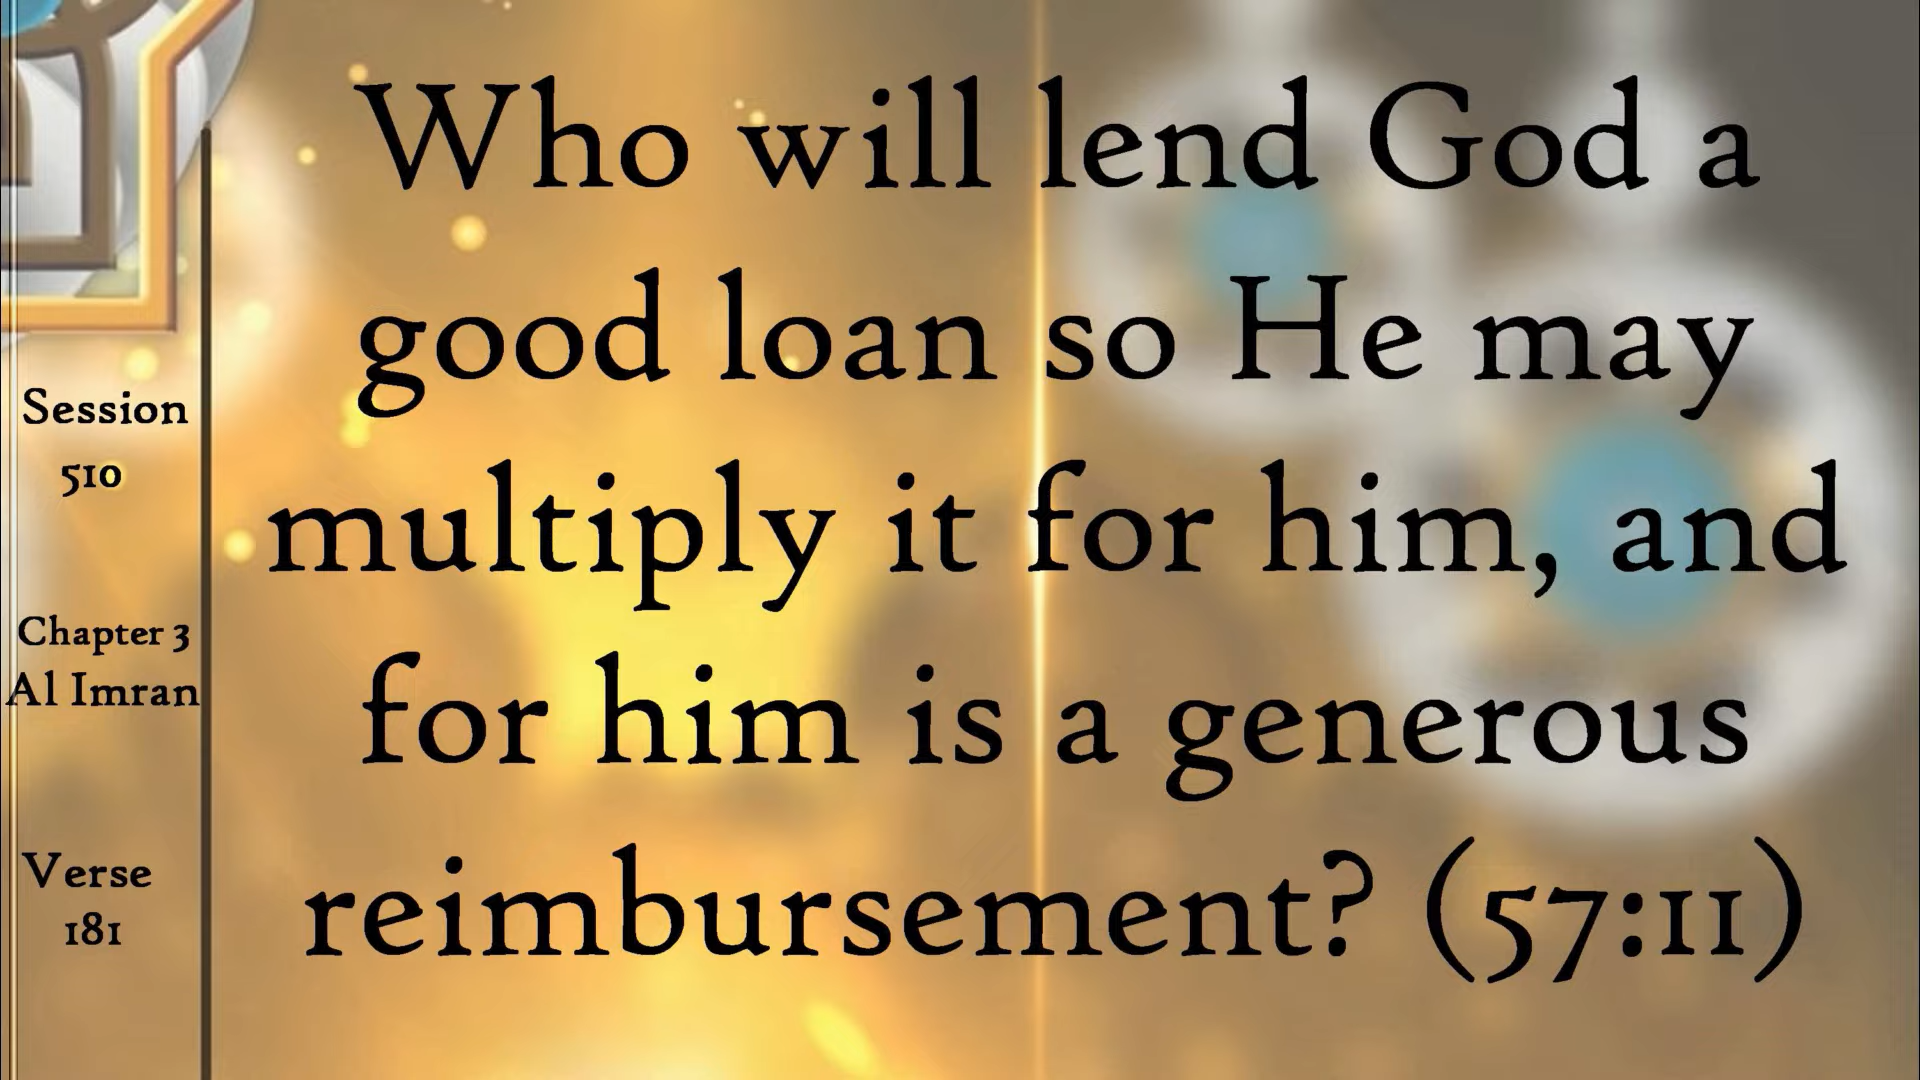 Session
510
Chapter 3
Al Imran
Verse
181
Who will lend God a
good loan so He may
multiply it for him, and
for him is a generous
reimbursement? (57:11)